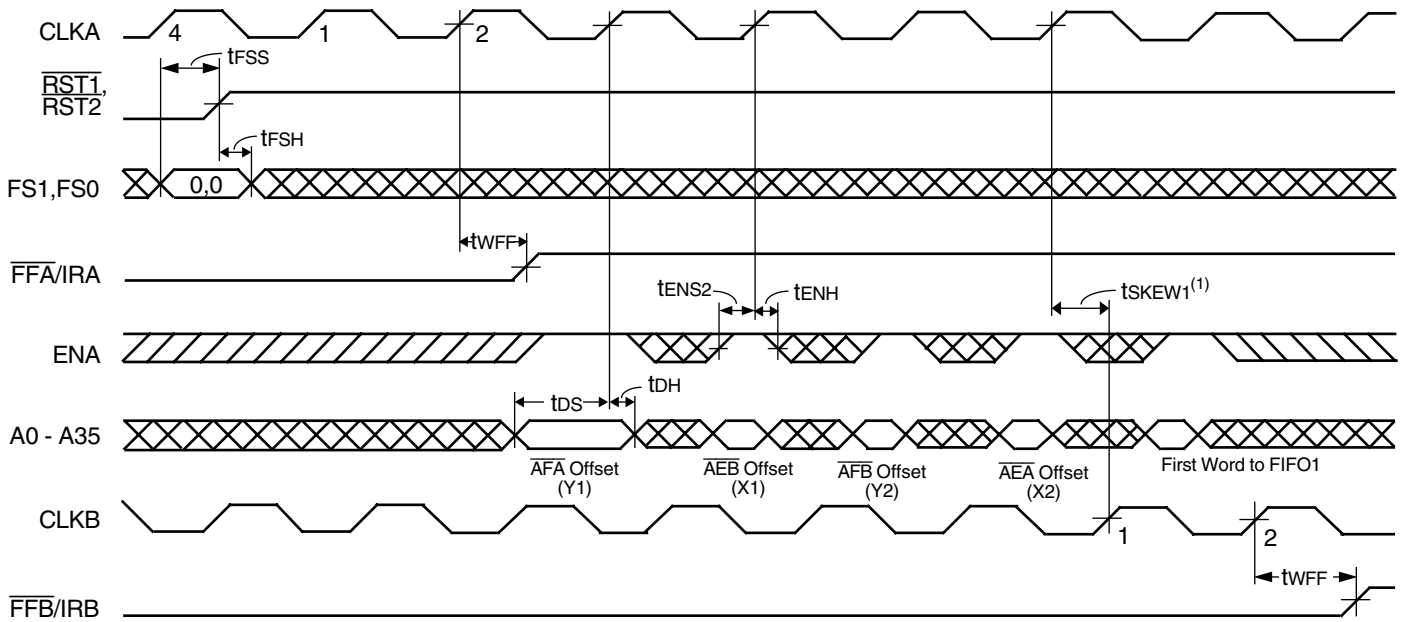 CLKA
4
1
2
tFSS
RST1,
RST2
tFSH
FS1,FS0
0,0
tWFF
FFA/IRA
tENS2
tENH
tSKEW1(1)
ENA
tDS
tDH
A0 - A35
AFA Offset
(Y1)
AEB Offset
(X1)
AFB Offset
(Y2)
AEA Offset
(X2)
First Word to FIFO1
CLKB
1
2
tWFF
FFB/IRB